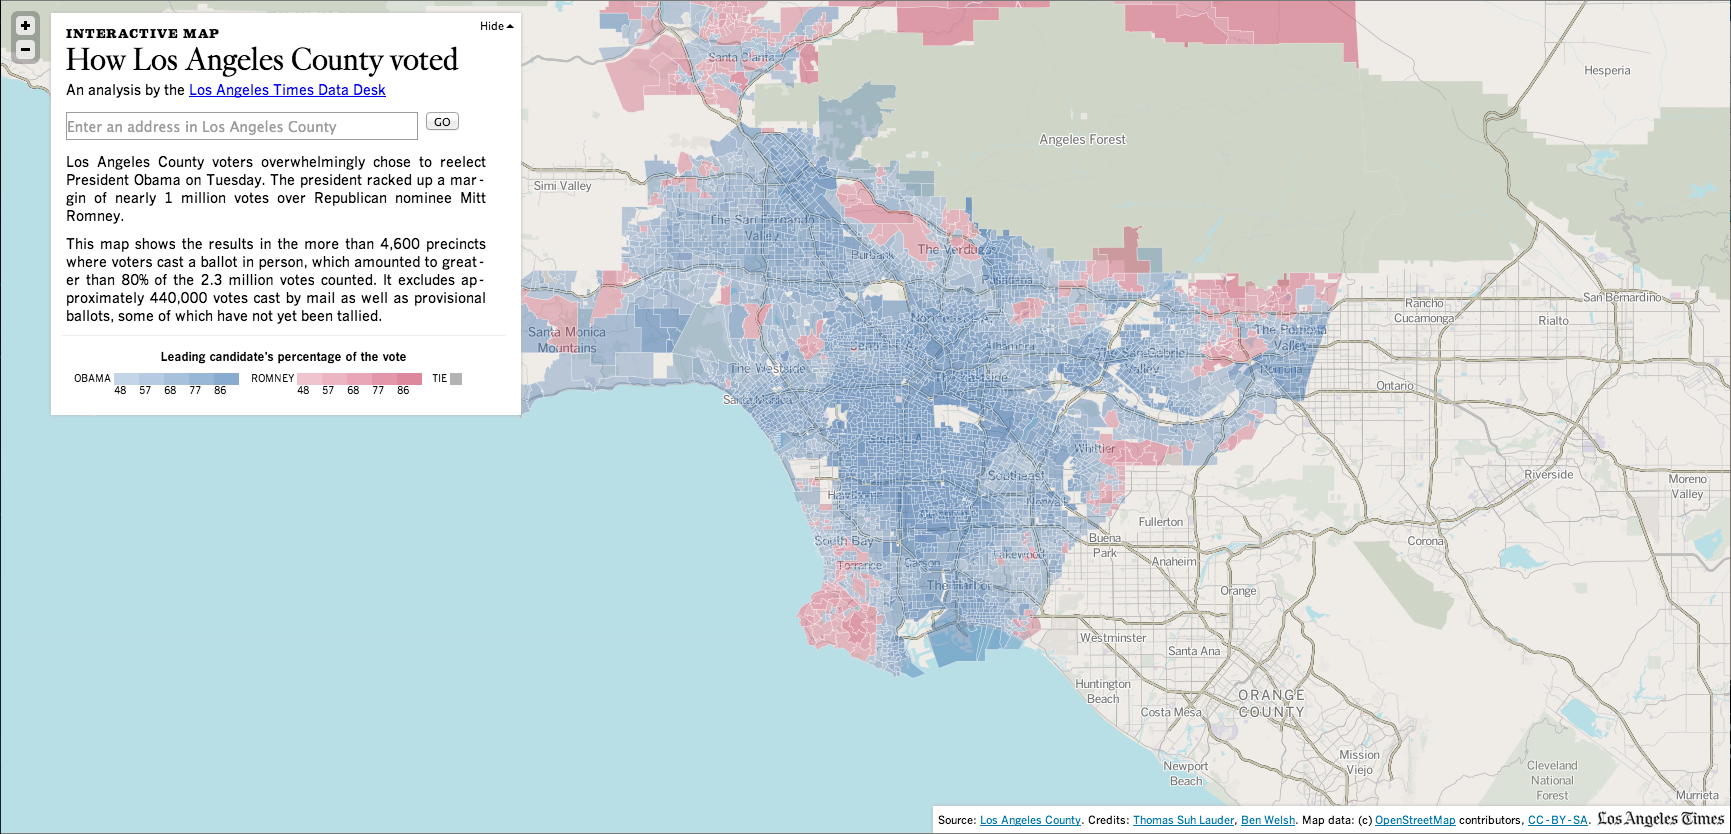 +
−
Hide
INTERACTIVE MAP
How Los Angeles County voted
An analysis by the Los Angeles Times Data Desk
Enter an address in Los Angeles County
GO
Los Angeles County voters overwhelmingly chose to reelect
President Obama on Tuesday. The president racked up a mar-
gin of nearly 1 million votes over Republican nominee Mitt
Romney.
This map shows the results in the more than 4,600 precincts
where voters cast a ballot in person, which amounted to great-
er than 80% of the 2.3 million votes counted. It excludes ap-
proximately 440,000 votes cast by mail as well as provisional
ballots, some of which have not yet been tallied.
Leading candidate's percentage of the vote
OBAMA
48 57 68 77 86
ROMNEY
48 57 68 77 86
TIE
Santa Clarita
Hesperia
Angeles Forest
Simi Valley
The San Fernando
Valley
The Verdugos
Burbank
Pasadena
San Bernardino
Rancho
Cucamonga
Rialto
Santa Monica
Mountains
Northeast L.A.
Central L.A.
Alhambra
The San Gabriel
Valley
The Pomona
Valley
Pomona
The Westside
Eastside
Ontario
Santa Monica
Whittier
Southeast
Riverside
Moreno
Valley
Hawthorne
Norwalk
Fullerton
South Bay
Buena
Park
Corona
Torrance
Carson
Lakewood
Anaheim
The Harbor
Orange
Westminster
Santa Ana
Huntington
Beach
ORANGE
COUNTY
Costa Mesa
Mission
Viejo
Newport
Beach
Cleveland
National
Forest
Murrieta
Source: Los Angeles County. Credits: Thomas Suh Lauder, Ben Welsh. Map data: (c) OpenStreetMap contributors, CC-BY-SA. Los Angeles Times